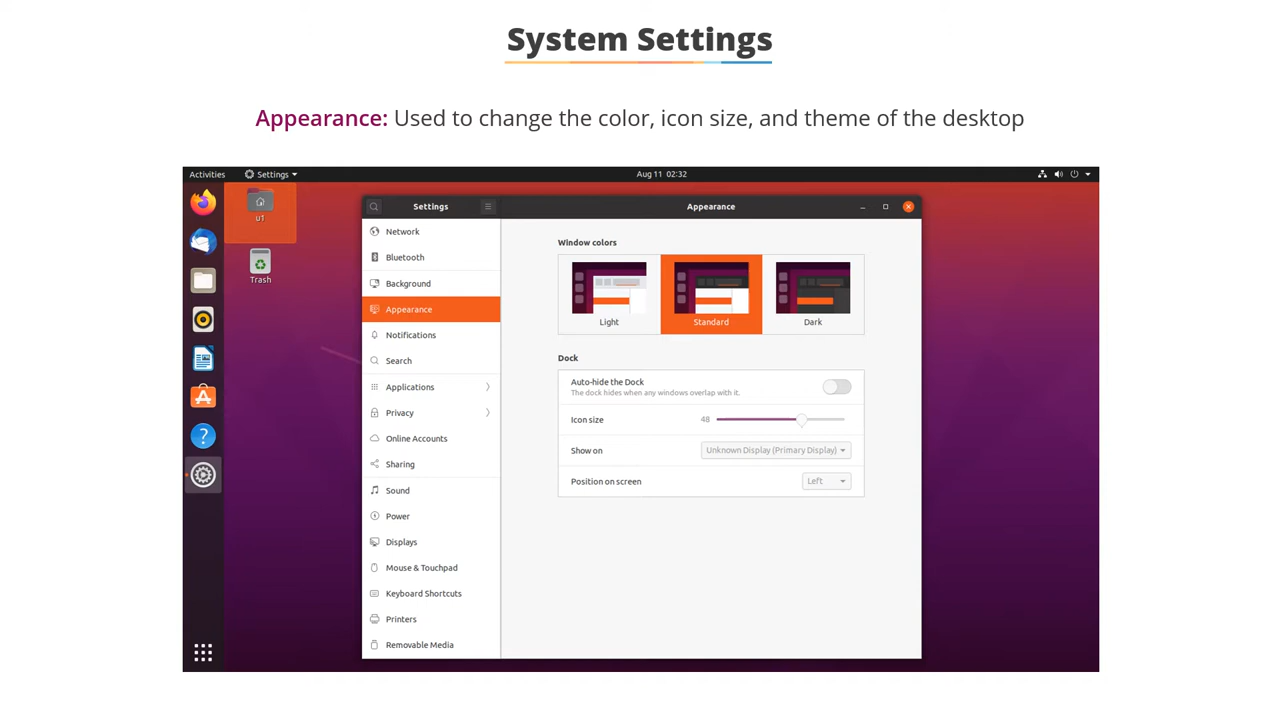 System Settings
Appearance: Used to change the color, icon size, and theme of the desktop
Activities
Settings
Aug 11 02:32
u1
Trash
Settings
Appearance
Network
Bluetooth
Background
Appearance
Notifications
Search
Applications
Privacy
Online Accounts
Sharing
Sound
Power
Displays
Mouse & Touchpad
Keyboard Shortcuts
Printers
Removable Media
Window colors
Light
Standard
Dark
Dock
Auto-hide the Dock
The dock hides when any windows overlap with it.
Icon size
48
Show on
Unknown Display (Primary Display)
Position on screen
Left